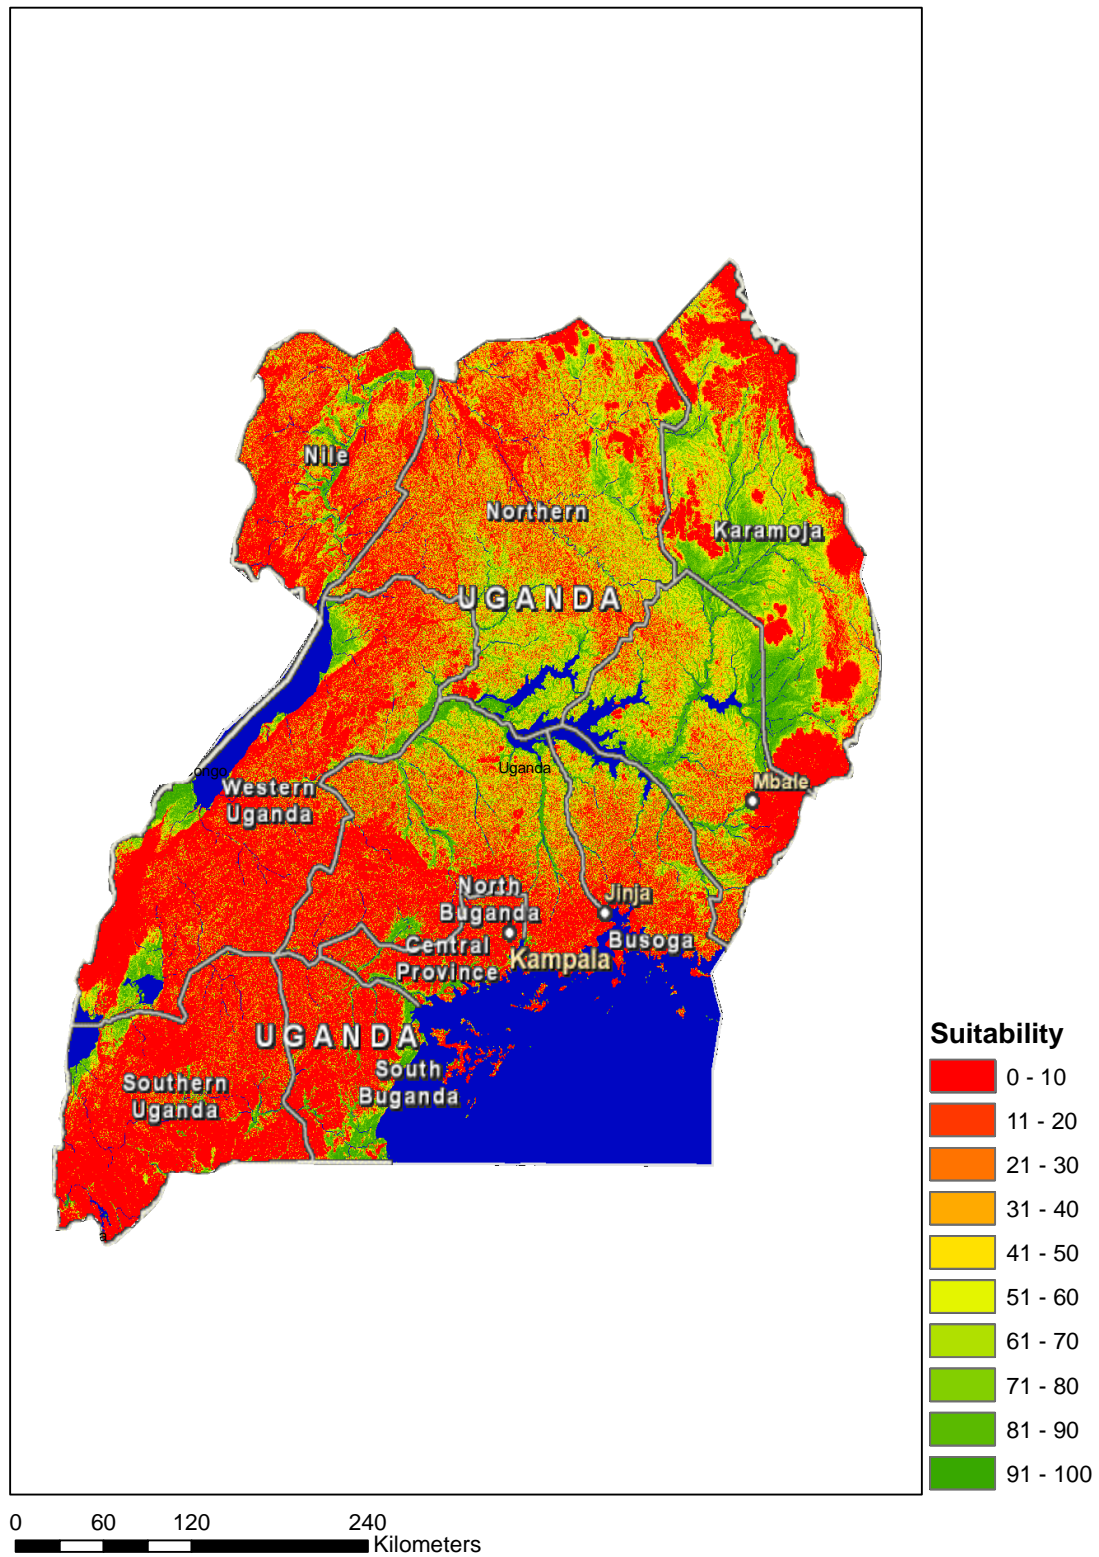 Nile
Northern
Karamoja
UGANDA
Uganda
Western
Uganda
Mbale
North
Buganda
Jinja
Busoga
Central
Province
Kampala
UGANDA
South
Buganda
Southern
Uganda
Suitability
0 - 10
11 - 20
21 - 30
31 - 40
41 - 50
51 - 60
61 - 70
71 - 80
81 - 90
91 - 100
0 60 120 240
Kilometers